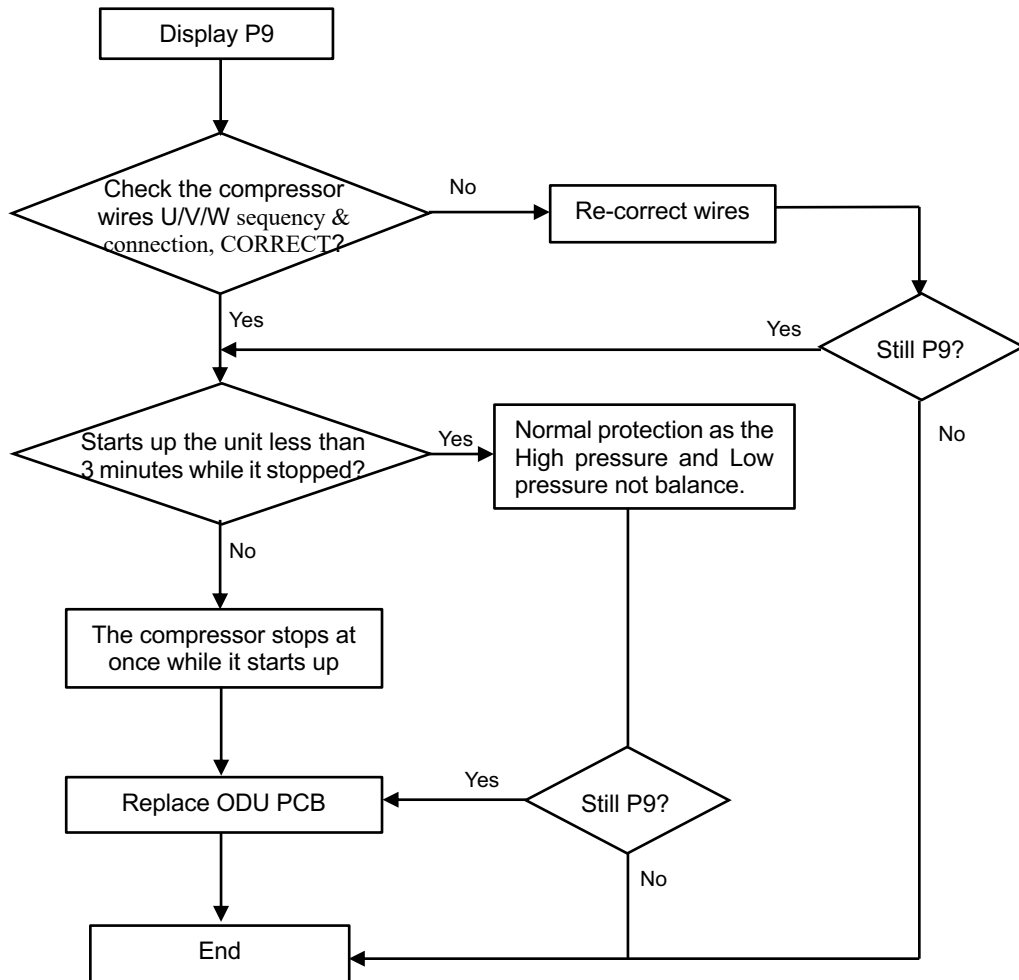 Display P9
Check the compressor
wires U/V/W sequency &
connection, CORRECT?
No
Re-correct wires
Yes
Yes
Still P9?
No
Starts up the unit less than
3 minutes while it stopped?
Yes
Normal protection as the
High pressure and Low
pressure not balance.
No
The compressor stops at
once while it starts up
Replace ODU PCB
Yes
Still P9?
No
End